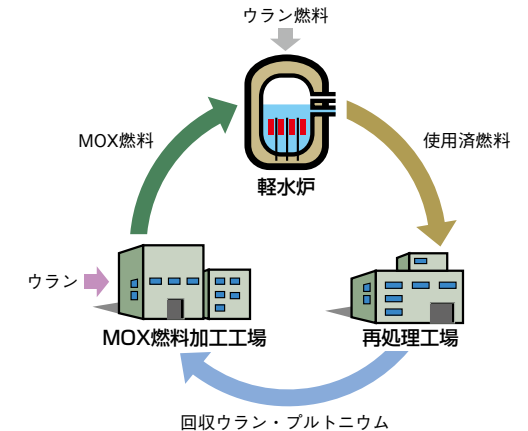 ウラン燃料
MOX燃料
使用済燃料
軽水炉
ウラン
MOX燃料加工工場
再処理工場
回収ウラン・プルトニウム